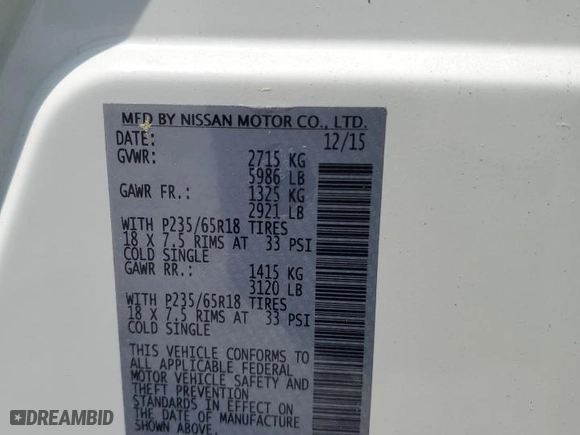 MFD BY NISSAN MOTOR CO., LTD.
DATE: 12/15
GVWR: 2715 KG
5986 LB
GAWR FR.: 1325 KG
2921 LB
WITH P235/65R18 TIRES
18 X 7.5 RIMS AT 33 PSI
COLD SINGLE
GAWR RR.: 1415 KG
3120 LB
WITH P235/65R18 TIRES
18 X 7.5 RIMS AT 33 PSI
COLD SINGLE
THIS VEHICLE CONFORMS TO
ALL APPLICABLE FEDERAL
MOTOR VEHICLE SAFETY AND
THEFT PREVENTION
STANDARDS IN EFFECT ON
THE DATE OF MANUFACTURE
SHOWN ABOVE.
DREAMBID